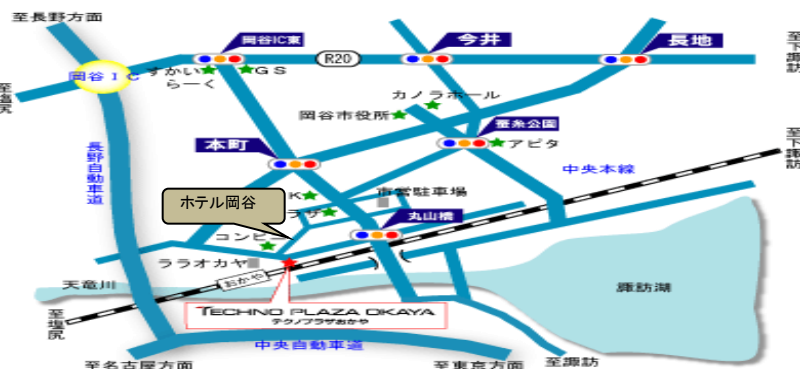 至長野方面
岡谷IC東
今井
長地
至下諏訪
R20
岡谷IC
すかいらーく
GS
至塩尻
カノラホール
岡谷市役所
蚕糸公園
アピタ
本町
長野自動車道
中央本線
至下諏訪
市営駐車場
ホテル岡谷
丸山橋
コンビニ
ララオカヤ
おかや
天竜川
諏訪湖
至塩尻
TECHNO PLAZA OKAYA
テクノプラザおかや
中央自動車道
至名古屋方面
至東京方面
至諏訪